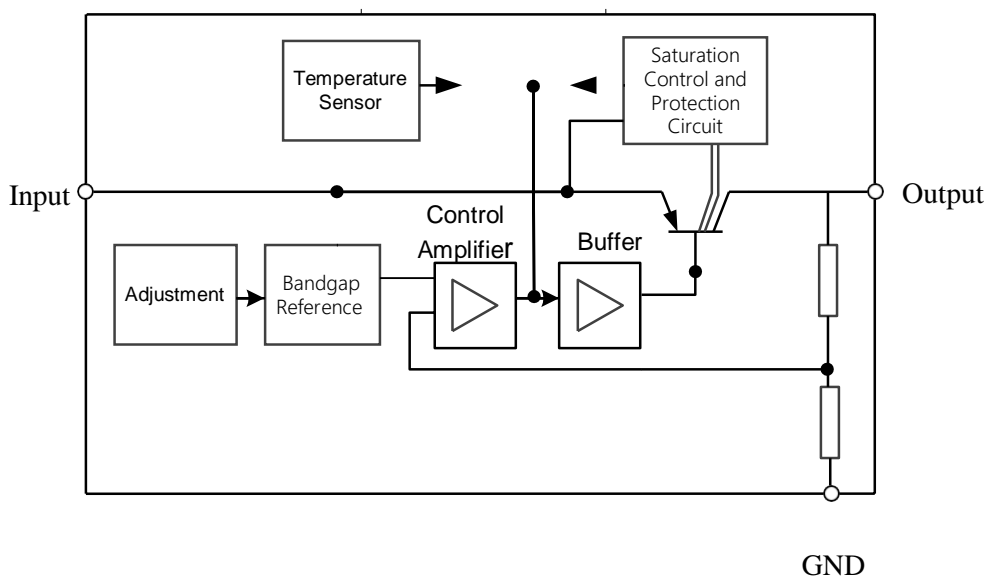 Temperature
Sensor
Saturation
Control and
Protection
Circuit
Input
Output
Control
Amplifier
Buffer
Adjustment
Bandgap
Reference
GND